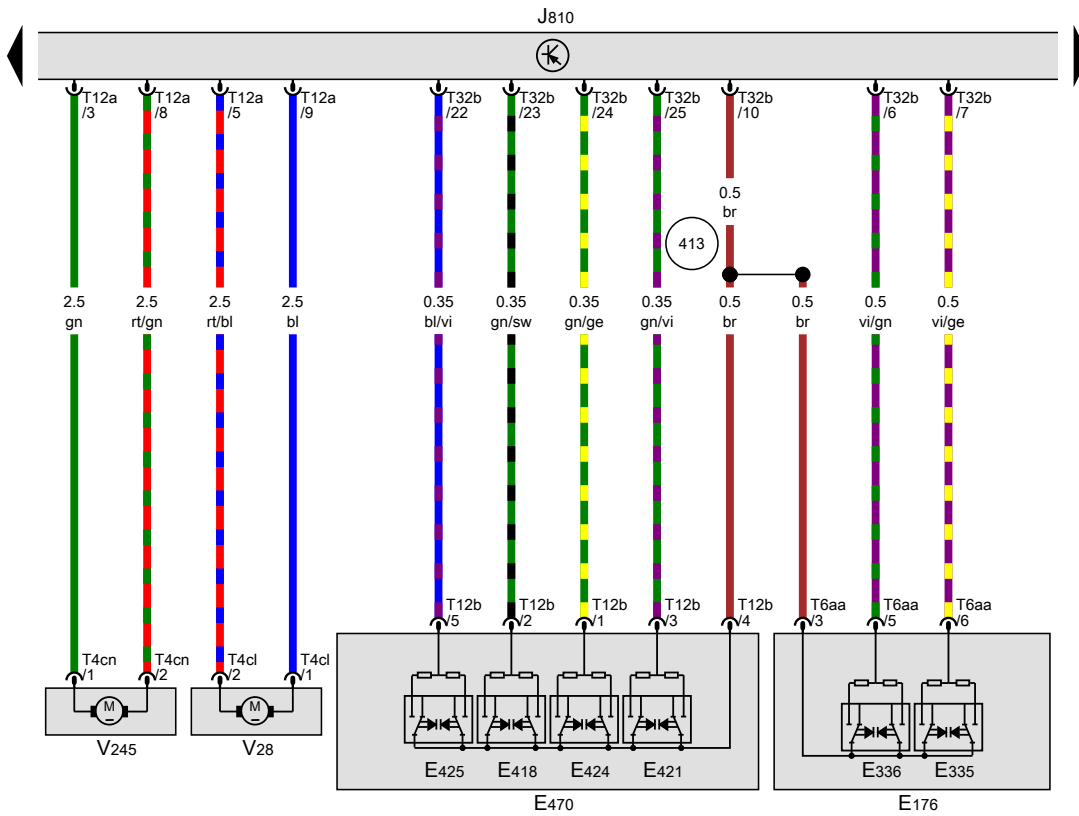 J810
T12a T12a T12a T12a T32b T32b T32b T32b T32b T32b T32b
/3 /8 /5 /9 /22 /23 /24 /25 /10 /6 /7
0.5
br
413
2.5 2.5 2.5 2.5 0.35 0.35 0.35 0.35 0.5 0.5 0.5 0.5
gn rt/gn rt/bl bl bl/vi gn/sw gn/ge gn/vi br br vi/gn vi/ge
T12b T12b T12b T12b T12b T6aa T6aa T6aa
/5 /2 /1 /3 /4 /3 /5 /6
T4cn T4cn T4cl T4cl
/1 /2 /2 /1
M M
V245 V28
E425 E418 E424 E421 E336 E335
E470 E176